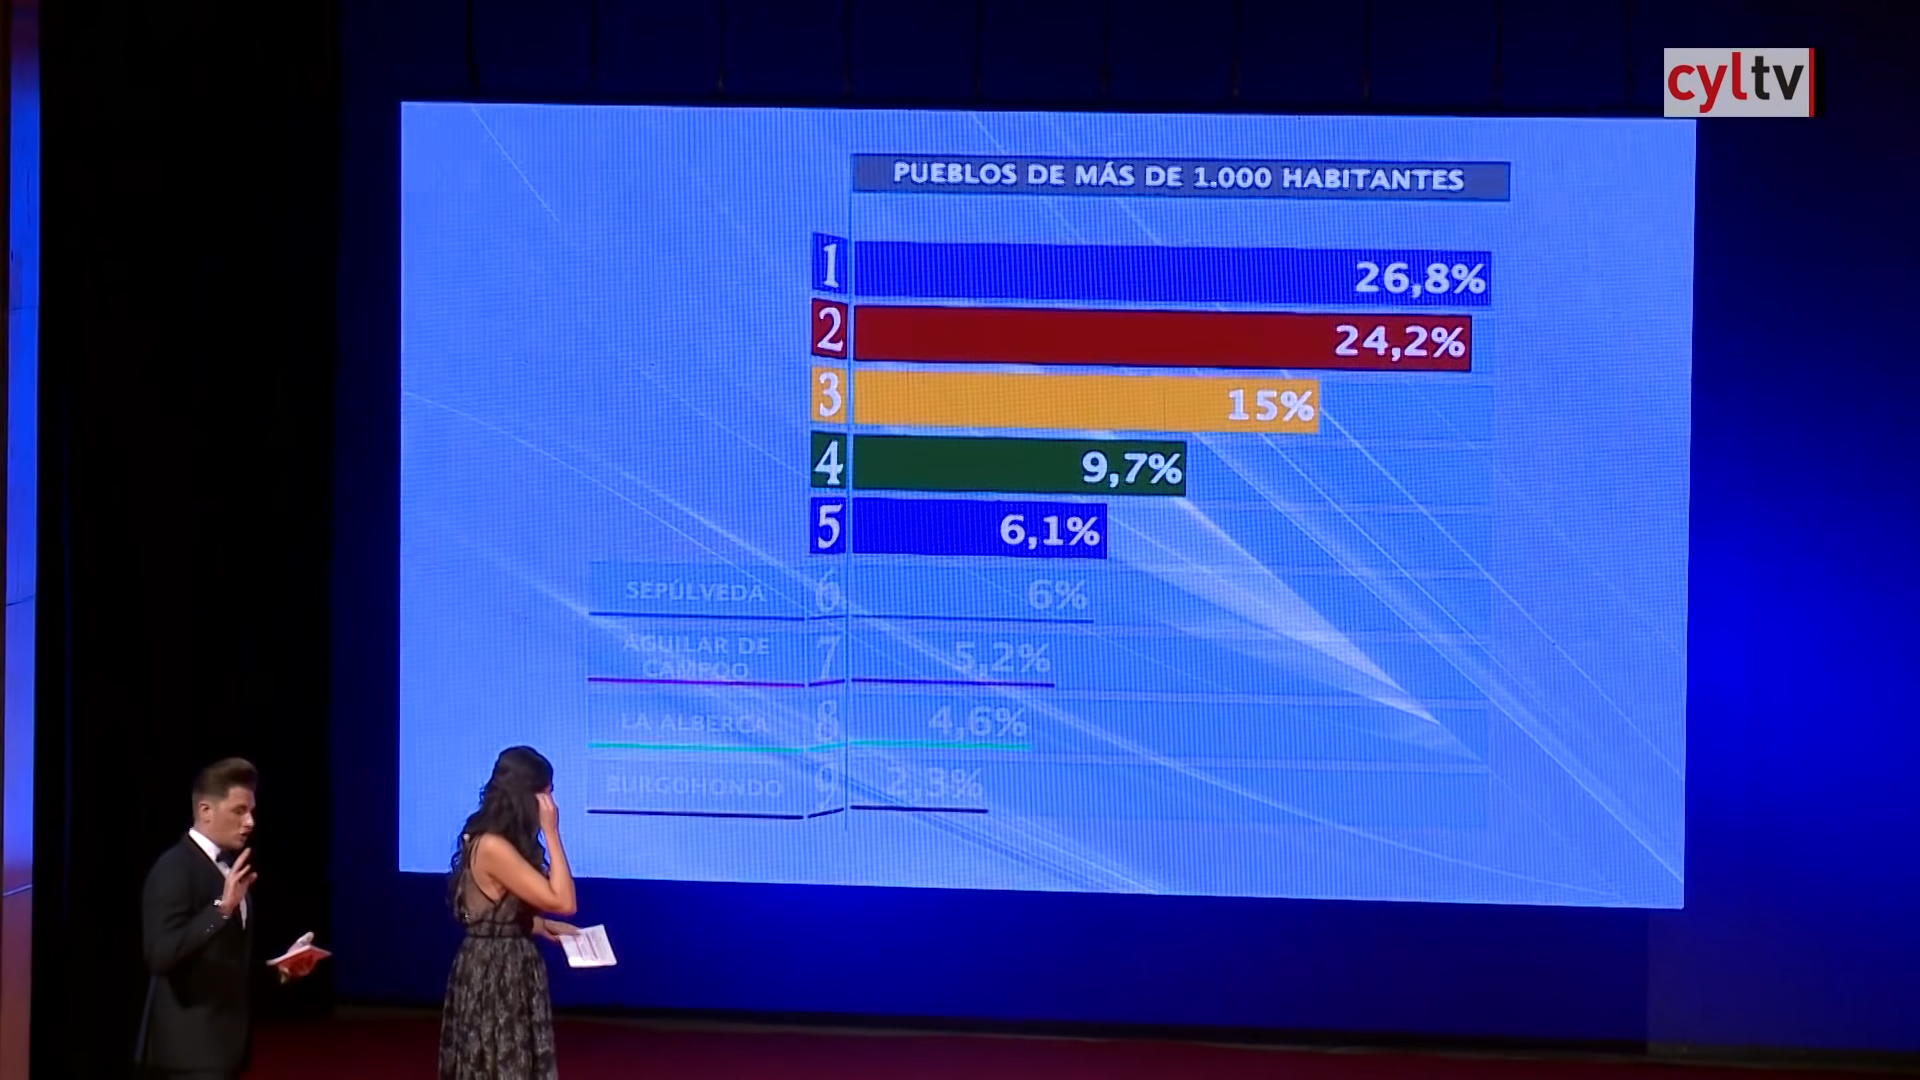 cyltv
PUEBLOS DE MÁS DE 1.000 HABITANTES
1 26,8%
2 24,2%
3 15%
4 9,7%
5 6,1%
SEPÚLVEDA 6 6%
AGUILAR DE
CAMPOO 7 5,2%
LA ALBERCA 8 4,6%
BURGOHONDO 9 2,3%